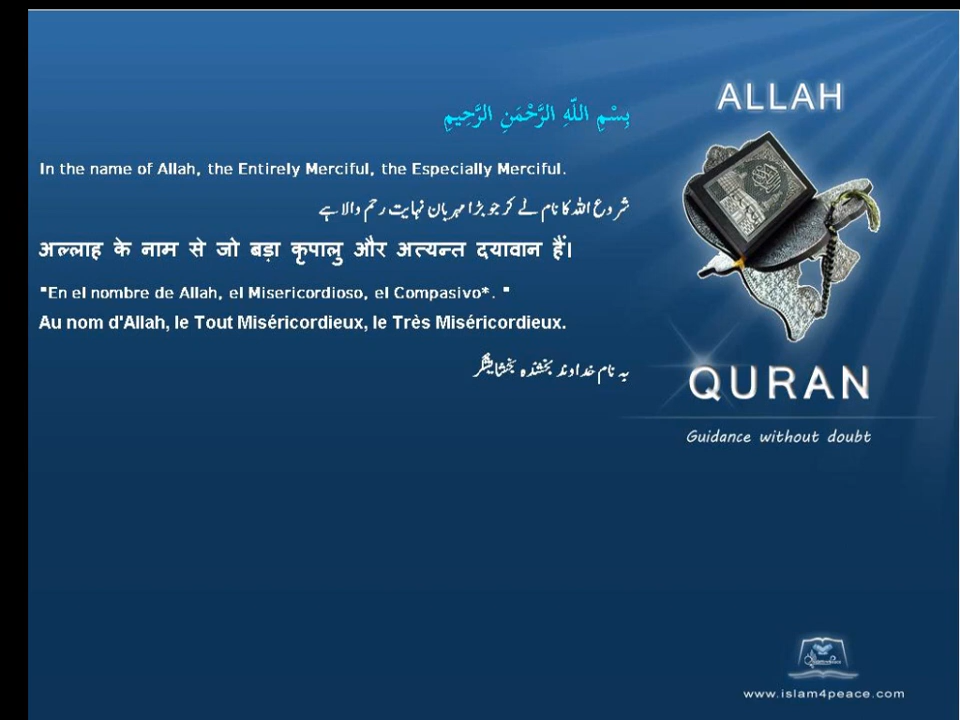 بِسْمِ اللّهِ الرَّحْمَنِ الرَّحِيمِ
In the name of Allah, the Entirely Merciful, the Especially Merciful.
شروع اللہ کا نام لے کر جو بڑا مہربان نہایت رحم والا ہے
अल्लाह के नाम से जो बड़ा कृपालु और अत्यन्त दयावान हैं।
"En el nombre de Allah, el Misericordioso, el Compasivo*. "
Au nom d'Allah, le Tout Miséricordieux, le Très Miséricordieux.
به نام خداوند بخشنده بخشایشگر
ALLAH
QURAN
Guidance without doubt
www.islam4peace.com